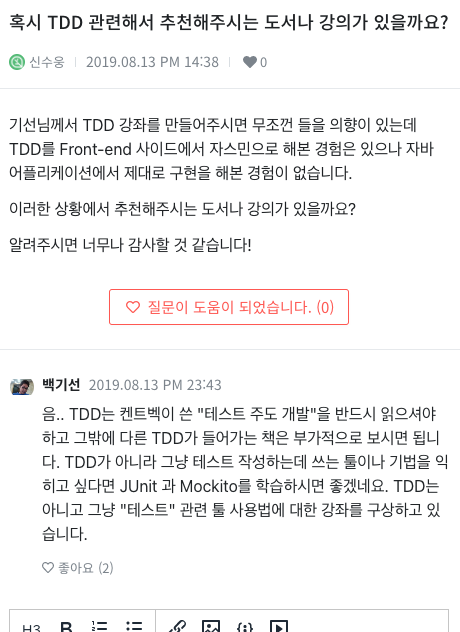 혹시 TDD 관련해서 추천해주시는 도서나 강의가 있을까요?
신수웅 2019.08.13 PM 14:38 0
기선님께서 TDD 강좌를 만들어주시면 무조껀 들을 의향이 있는데
TDD를 Front-end 사이드에서 자스민으로 해본 경험은 있으나 자바
어플리케이션에서 제대로 구현을 해본 경험이 없습니다.
이러한 상황에서 추천해주시는 도서나 강의가 있을까요?
알려주시면 너무나 감사할 것 같습니다!
질문이 도움이 되었습니다. (0)
백기선 2019.08.13 PM 23:43
음.. TDD는 켄트벡이 쓴 "테스트 주도 개발"을 반드시 읽으셔야
하고 그밖에 다른 TDD가 들어가는 책은 부가적으로 보시면 됩니
다. TDD가 아니라 그냥 테스트 작성하는데 쓰는 툴이나 기법을 익
히고 싶다면 JUnit 과 Mockito를 학습하시면 좋겠네요. TDD는
아니고 그냥 "테스트" 관련 툴 사용법에 대한 강좌를 구상하고 있
습니다.
좋아요 (2)
H3 B